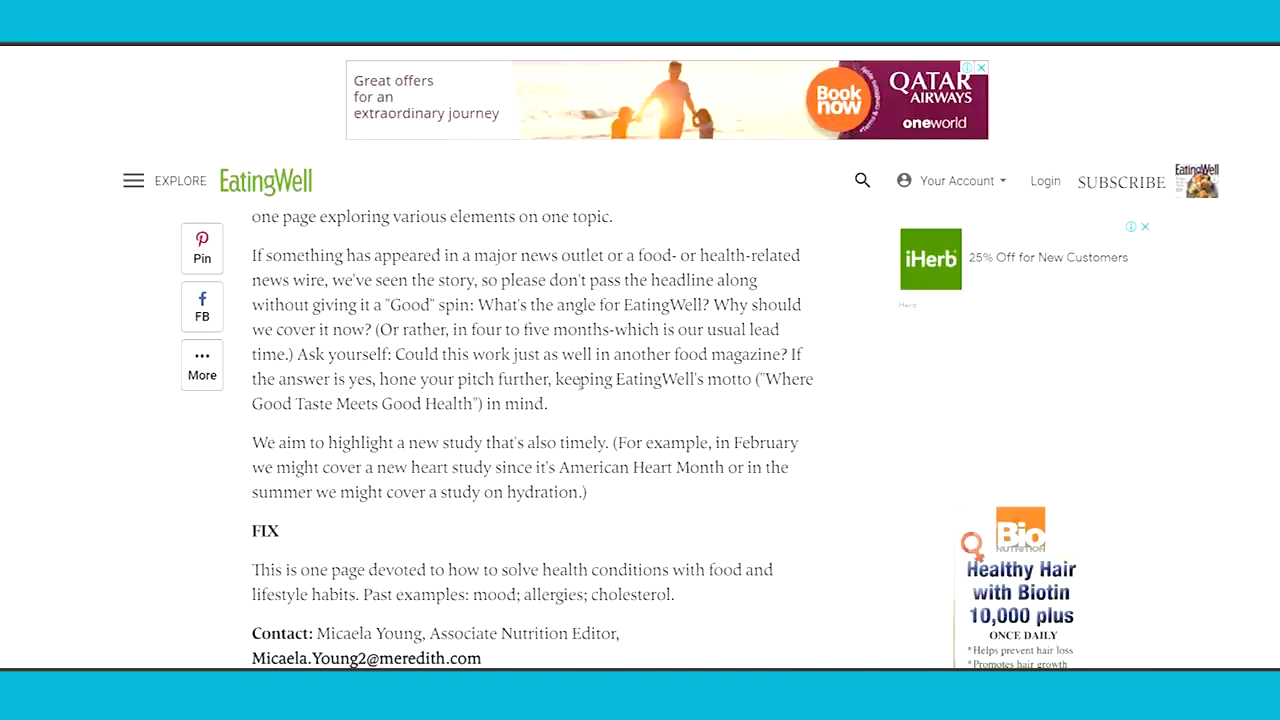 Great offers
for an
extraordinary journey
Book
now
QATAR
AIRWAYS
oneworld
EXPLORE
EatingWell
Your Account
Login
SUBSCRIBE
EatingWell
Pin
FB
More
one page exploring various elements on one topic.
If something has appeared in a major news outlet or a food- or health-related
news wire, we've seen the story, so please don't pass the headline along
without giving it a "Good" spin: What's the angle for EatingWell? Why should
we cover it now? (Or rather, in four to five months-which is our usual lead
time.) Ask yourself: Could this work just as well in another food magazine? If
the answer is yes, hone your pitch further, keeping EatingWell's motto ("Where
Good Taste Meets Good Health") in mind.
We aim to highlight a new study that's also timely. (For example, in February
we might cover a new heart study since it's American Heart Month or in the
summer we might cover a study on hydration.)
FIX
This is one page devoted to how to solve health conditions with food and
lifestyle habits. Past examples: mood; allergies; cholesterol.
Contact: Micaela Young, Associate Nutrition Editor,
Micaela.Young2@meredith.com
iHerb
25% Off for New Customers
iHerb
Bio
NUTRITION
Healthy Hair
with Biotin
10,000 plus
ONCE DAILY
*Helps prevent hair loss
*Promotes hair growth